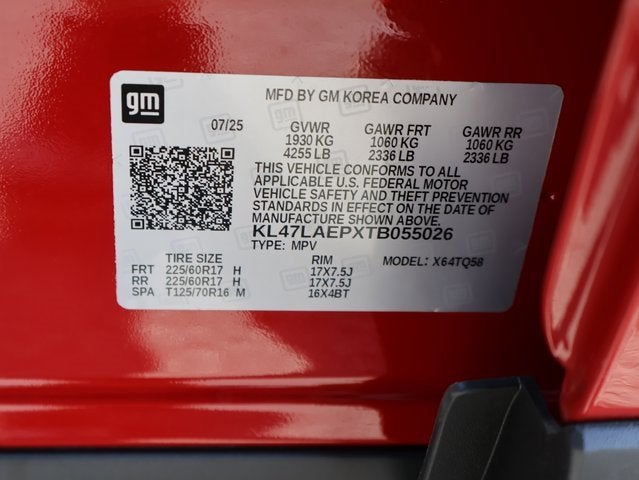 gm
MFD BY GM KOREA COMPANY
07/25 GVWR GAWR FRT GAWR RR
1930 KG 1060 KG 1060 KG
4255 LB 2336 LB 2336 LB
THIS VEHICLE CONFORMS TO ALL
APPLICABLE U.S. FEDERAL MOTOR
VEHICLE SAFETY AND THEFT PREVENTION
STANDARDS IN EFFECT ON THE DATE OF
MANUFACTURE SHOWN ABOVE.
KL47LAEPXTB055026
TYPE: MPV MODEL: X64TQ58
TIRE SIZE RIM
FRT 225/60R17 H 17X7.5J
RR 225/60R17 H 17X7.5J
SPA T125/70R16 M 16X4BT